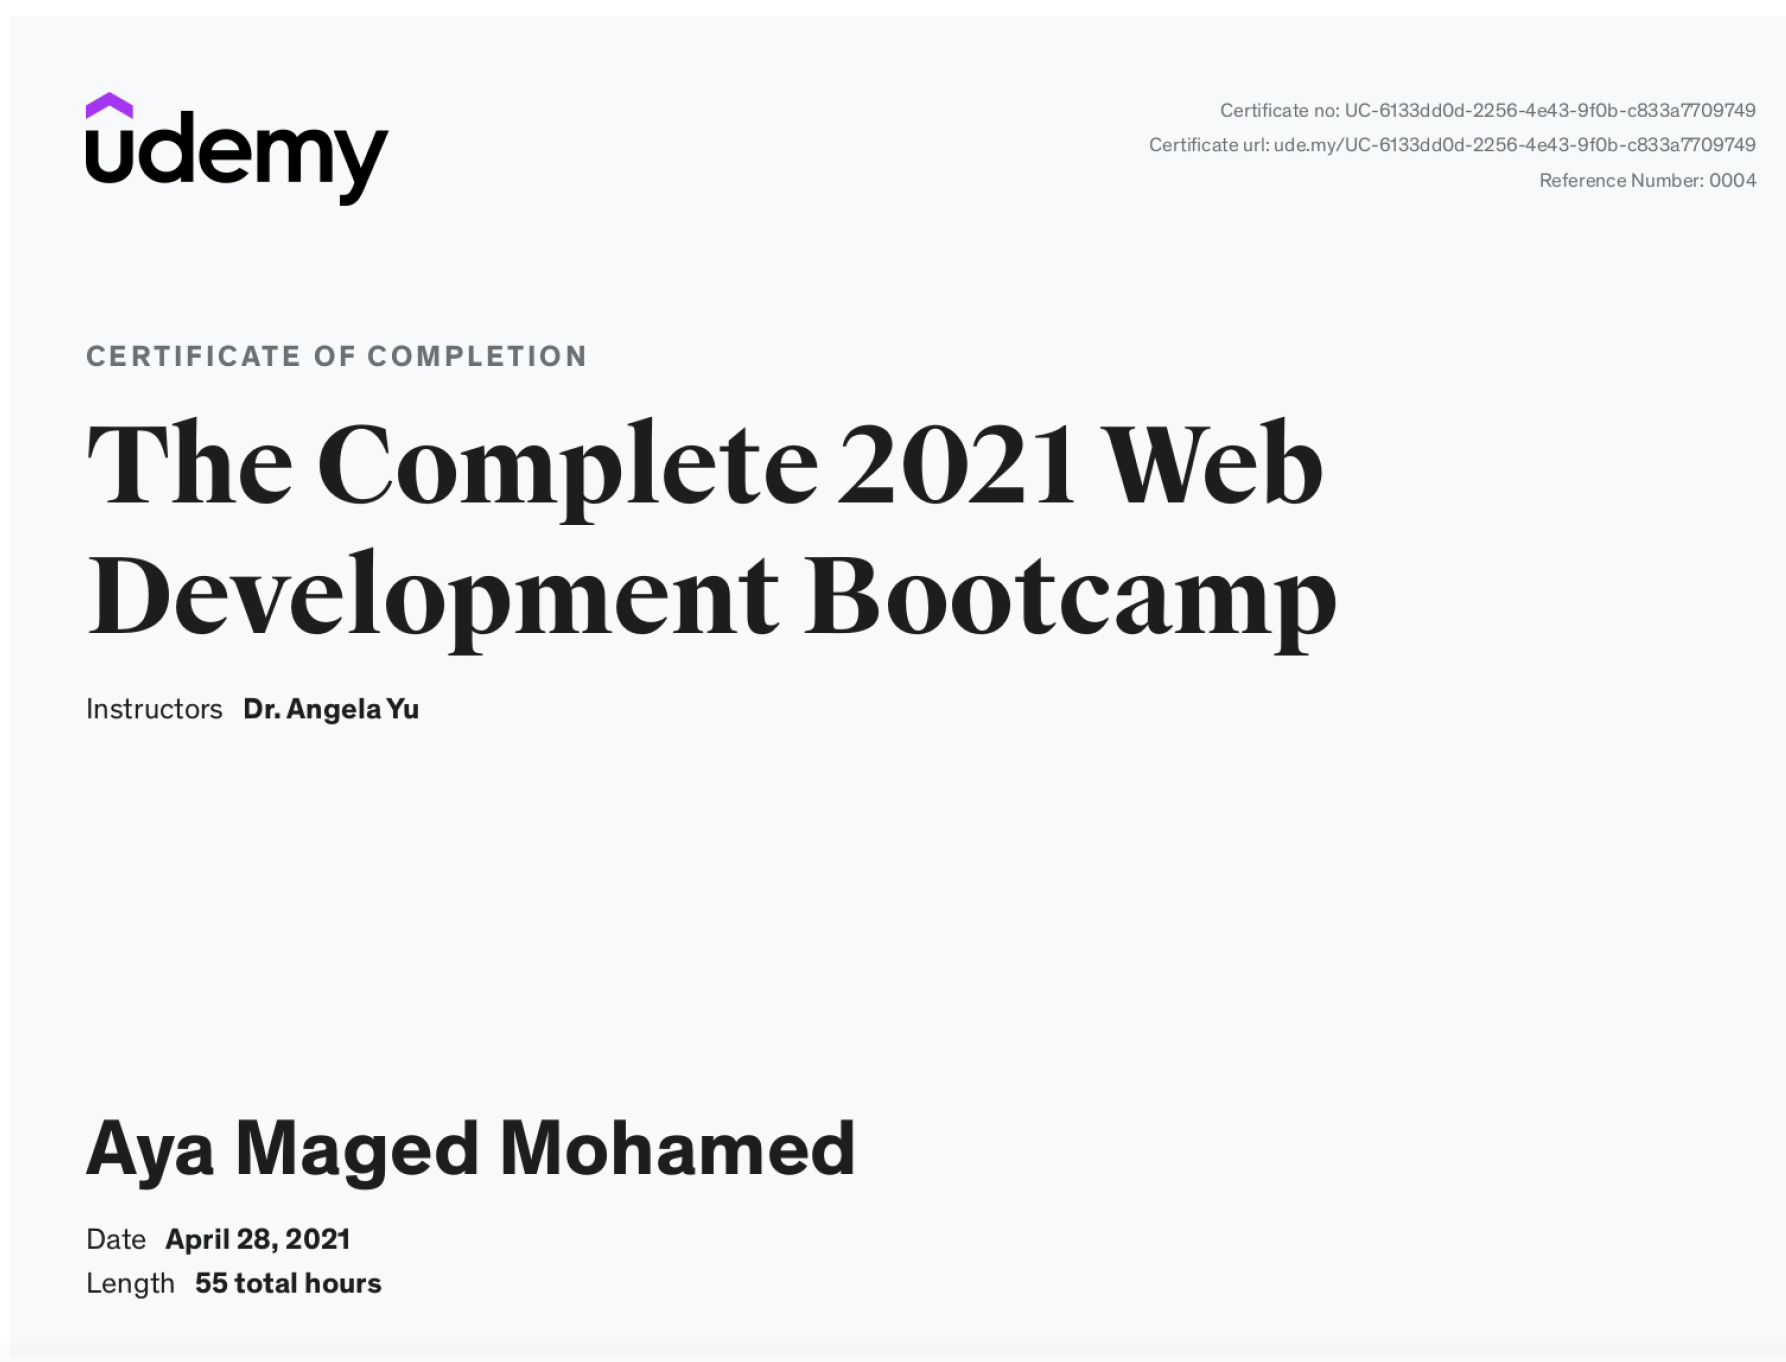 udemy
Certificate no: UC-6133dd0d-2256-4e43-9f0b-c833a7709749
Certificate url: ude.my/UC-6133dd0d-2256-4e43-9f0b-c833a7709749
Reference Number: 0004
CERTIFICATE OF COMPLETION
The Complete 2021 Web
Development Bootcamp
Instructors Dr. Angela Yu
Aya Maged Mohamed
Date April 28, 2021
Length 55 total hours